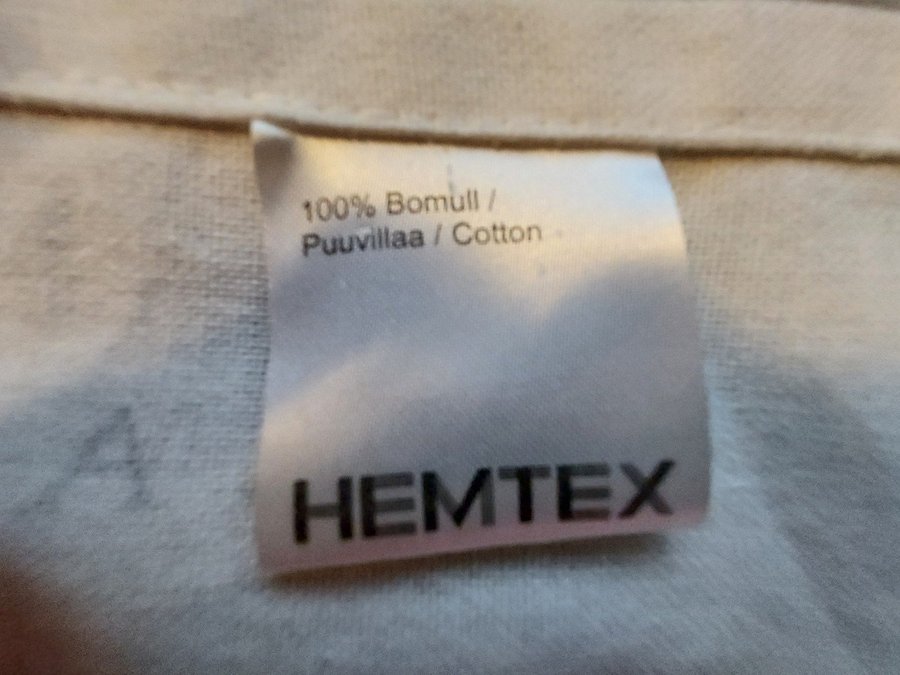 100% Bomull /
Puuvillaa / Cotton
HEMTEX
A